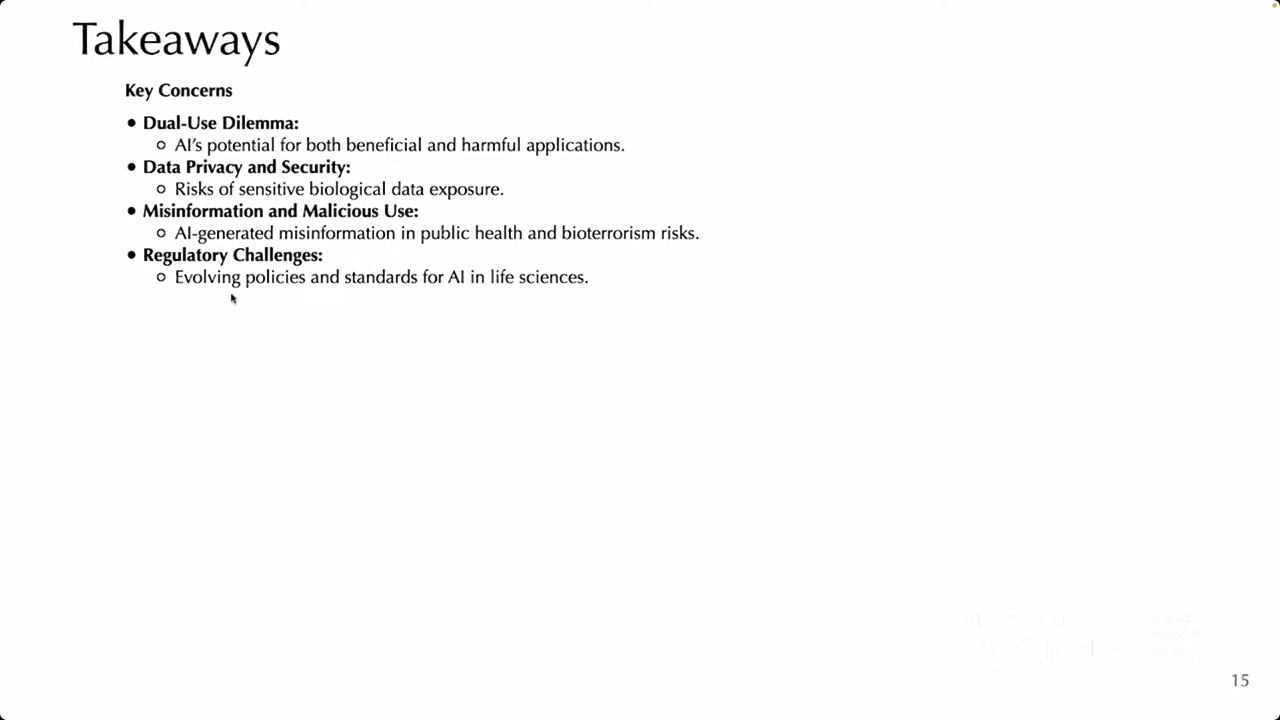 Takeaways
Key Concerns
• Dual-Use Dilemma:
○ AI's potential for both beneficial and harmful applications.
• Data Privacy and Security:
○ Risks of sensitive biological data exposure.
• Misinformation and Malicious Use:
○ AI-generated misinformation in public health and bioterrorism risks.
• Regulatory Challenges:
○ Evolving policies and standards for AI in life sciences.
15